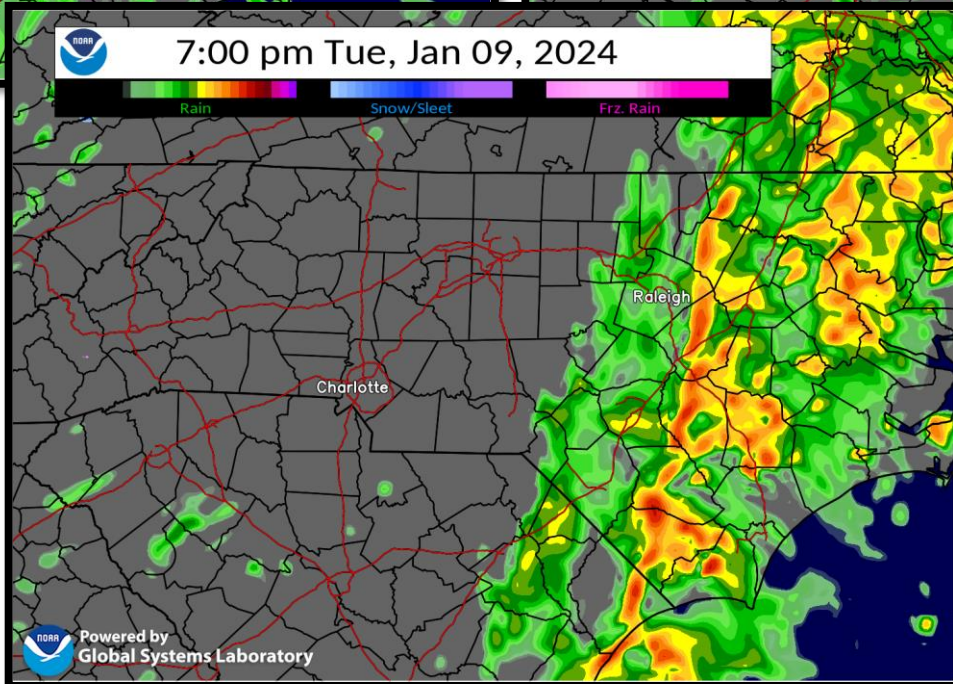 NOAA
7:00 pm Tue, Jan 09, 2024
Rain Snow/Sleet Frz. Rain
Raleigh
Charlotte
NOAA
Powered by
Global Systems Laboratory